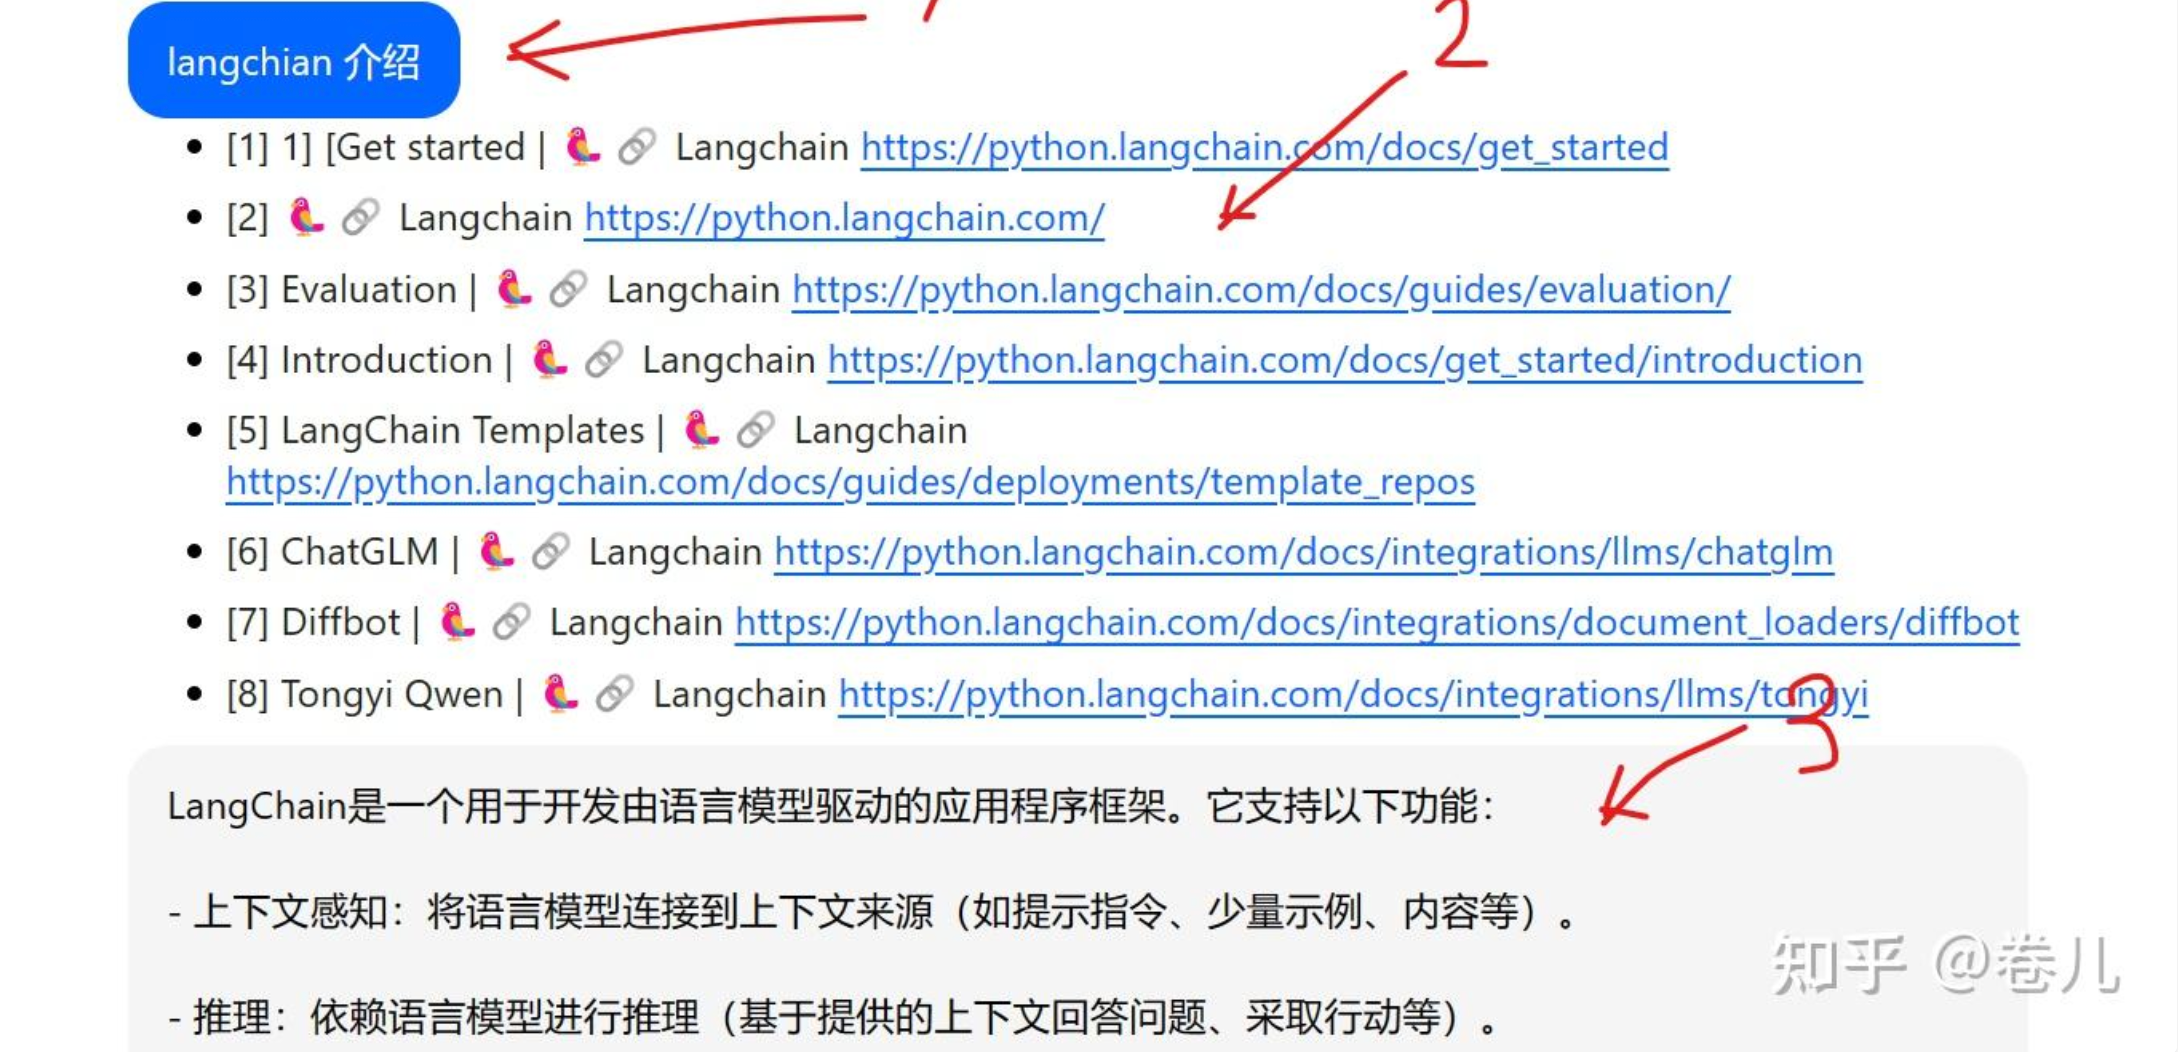 langchian 介绍
2
[1] 1] [Get started | 🦜 🔗 Langchain https://python.langchain.com/docs/get_started
[2] 🦜 🔗 Langchain https://python.langchain.com/
[3] Evaluation | 🦜 🔗 Langchain https://python.langchain.com/docs/guides/evaluation/
[4] Introduction | 🦜 🔗 Langchain https://python.langchain.com/docs/get_started/introduction
[5] LangChain Templates | 🦜 🔗 Langchain
https://python.langchain.com/docs/guides/deployments/template_repos
[6] ChatGLM | 🦜 🔗 Langchain https://python.langchain.com/docs/integrations/llms/chatglm
[7] Diffbot | 🦜 🔗 Langchain https://python.langchain.com/docs/integrations/document_loaders/diffbot
[8] Tongyi Qwen | 🦜 🔗 Langchain https://python.langchain.com/docs/integrations/llms/tongyi
3
LangChain是一个用于开发由语言模型驱动的应用程序框架。它支持以下功能：
- 上下文感知：将语言模型连接到上下文来源（如提示指令、少量示例、内容等）。
- 推理：依赖语言模型进行推理（基于提供的上下文回答问题、采取行动等）。
知乎 @卷儿